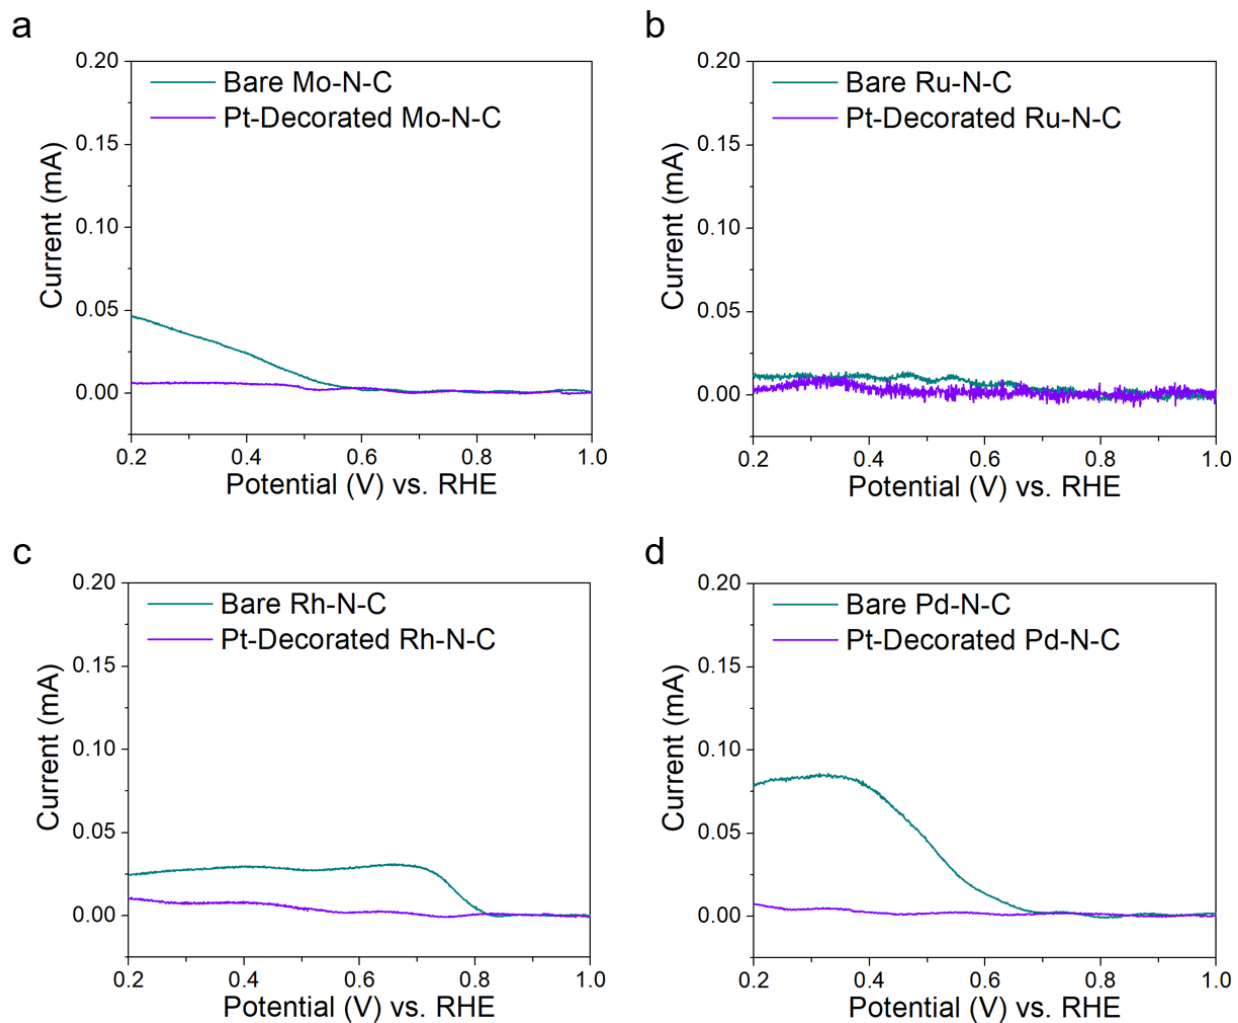 a
0.20
0.15
0.10
0.05
0.00
Current (mA)
Bare Mo-N-C
Pt-Decorated Mo-N-C
0.2 0.4 0.6 0.8 1.0
Potential (V) vs. RHE
b
0.20
0.15
0.10
0.05
0.00
Current (mA)
Bare Ru-N-C
Pt-Decorated Ru-N-C
0.2 0.4 0.6 0.8 1.0
Potential (V) vs. RHE
c
0.20
0.15
0.10
0.05
0.00
Current (mA)
Bare Rh-N-C
Pt-Decorated Rh-N-C
0.2 0.4 0.6 0.8 1.0
Potential (V) vs. RHE
d
0.20
0.15
0.10
0.05
0.00
Current (mA)
Bare Pd-N-C
Pt-Decorated Pd-N-C
0.2 0.4 0.6 0.8 1.0
Potential (V) vs. RHE